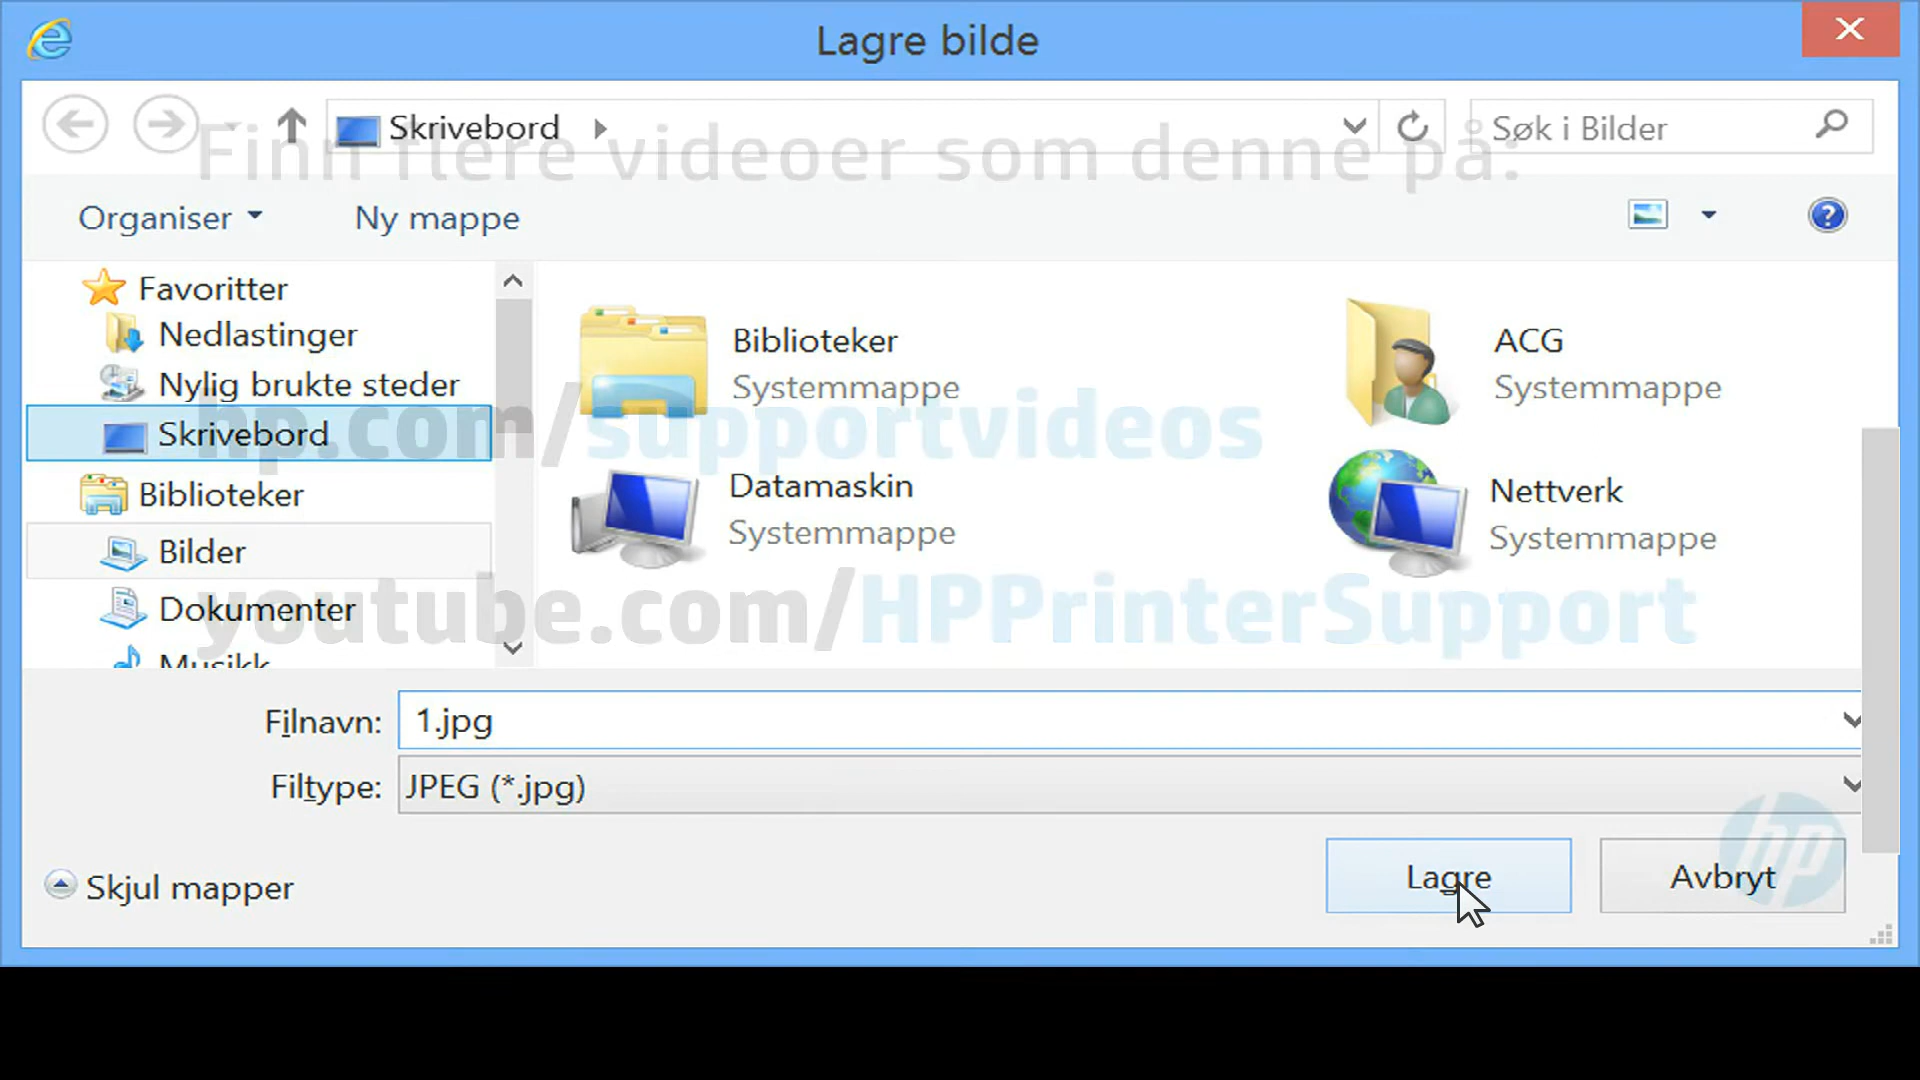 Lagre bilde
Skrivebord
Søk i Bilder
Finn flere videoer som denne på:
Organiser
Ny mappe
Favoritter
Nedlastinger
Nylig brukte steder
Skrivebord
Biblioteker
Bilder
Dokumenter
Musikk
Biblioteker
Systemmappe
ACG
Systemmappe
hp.com/supportvideos
Datamaskin
Systemmappe
Nettverk
Systemmappe
youtube.com/HPPrinterSupport
Filnavn: 1.jpg
Filtype: JPEG (*.jpg)
Skjul mapper
Lagre
Avbryt
hp